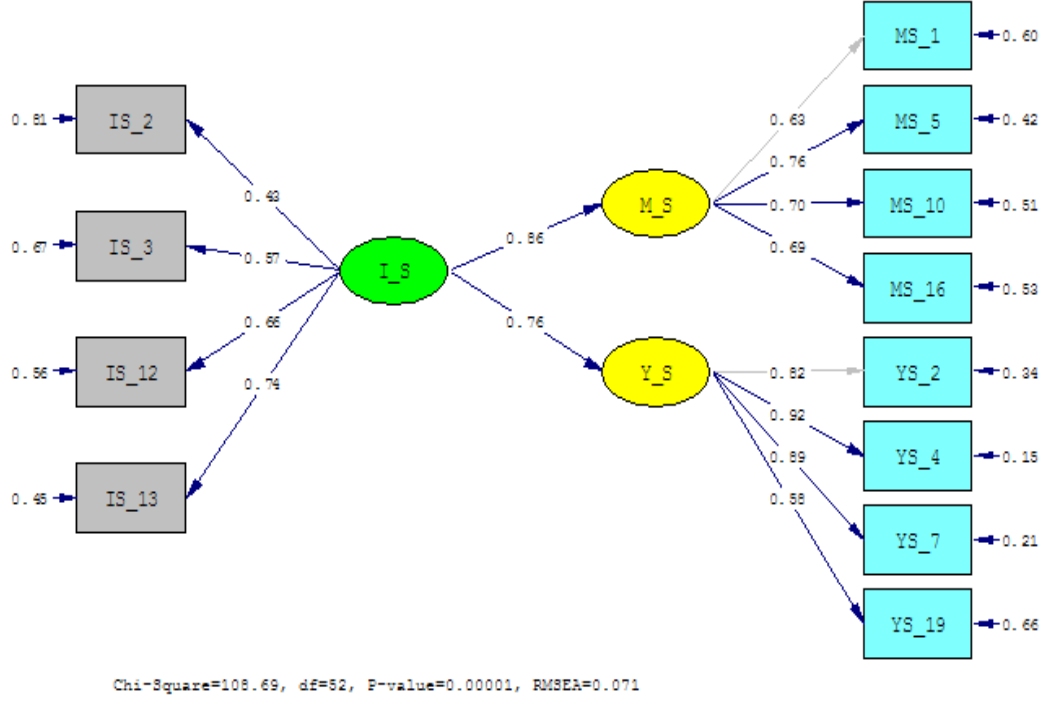 MS_1
0.60
0.81
IS_2
MS_5
0.42
0.63
0.76
0.43
M_S
0.70
MS_10
0.51
0.67
IS_3
0.57
I_S
0.86
0.69
MS_16
0.53
0.66
0.76
0.56
IS_12
0.74
Y_S
0.82
YS_2
0.34
0.92
0.89
YS_4
0.15
0.45
IS_13
0.58
YS_7
0.21
YS_19
0.66
Chi-Square=108.69, df=52, P-value=0.00001, RMSEA=0.071